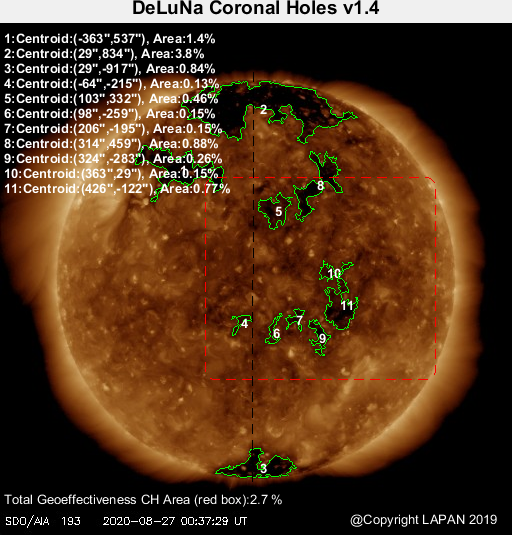 DeLuNa Coronal Holes v1.4
1:Centroid:(-363",537"), Area:1.4%
2:Centroid:(29",834"), Area:3.8%
3:Centroid:(29",-917"), Area:0.84%
4:Centroid:(-64",-215"), Area:0.13%
5:Centroid:(103",332"), Area:0.46%
6:Centroid:(98",-259"), Area:0.15%
7:Centroid:(206",-195"), Area:0.15%
8:Centroid:(314",459"), Area:0.88%
9:Centroid:(324",-283"), Area:0.26%
10:Centroid:(363",29"), Area:0.15%
11:Centroid:(426",-122"), Area:0.77%
2
8
5
10
11
4
7
6
9
3
Total Geoeffectiveness CH Area (red box):2.7 %
SDO/AIA 193 2020-08-27 00:37:29 UT
@Copyright LAPAN 2019